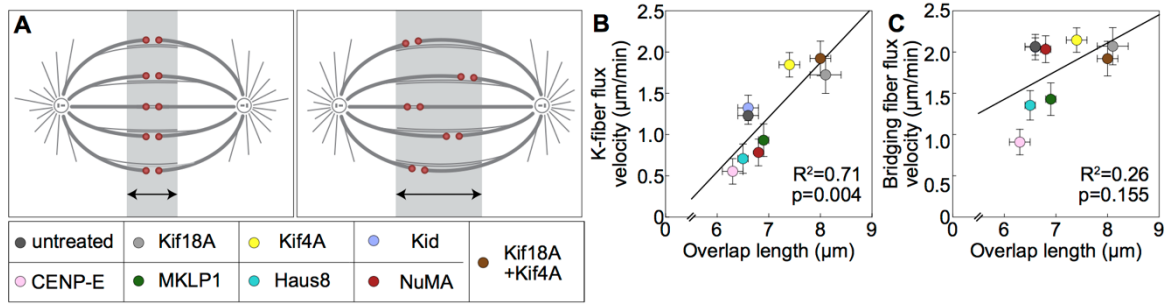 A
untreated
Kif18A
Kif4A
Kid
Kif18A
+Kif4A
CENP-E
MKLP1
Haus8
NuMA
B
K-fiber flux
velocity (μm/min)
2.5
2.0
1.5
1.0
0.5
0
R²=0.71
p=0.004
6
7
8
9
Overlap length (μm)
C
Bridging fiber flux
velocity (μm/min)
2.5
2.0
1.5
1.0
0.5
0
R²=0.26
p=0.155
6
7
8
9
Overlap length (μm)